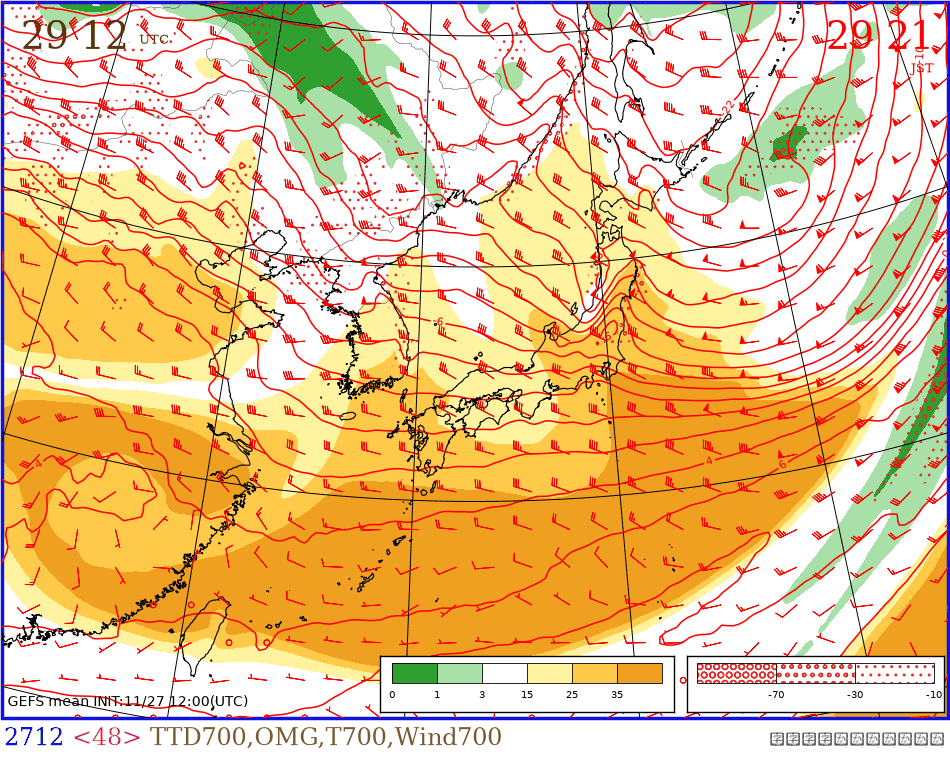 29 12 UTC
29 21 JST
-22
-6
-4
-4
-6
0 1 3 15 25 35
-70 -30 -10
GEFS mean INIT:11/27 12:00(UTC)
2712 <48> TTD700,OMG,T700,Wind700